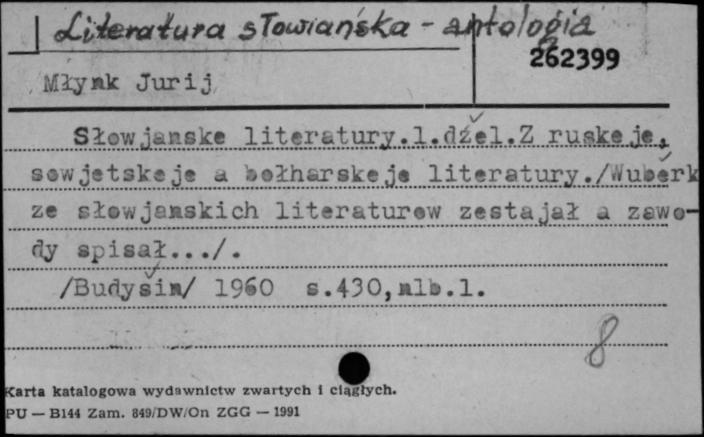 Literatura słowiańska - antologia
262399
Młynk Jurij
Słowjanske literatury.1.dźěl.Z ruskeje,
sowjetskeje a bołharskeje literatury./Wuběrk
ze słowjanskich literaturow zestajał a zawo-
dy spisał.../.
/Budyšin/ 1960 s.430,nlb.1.
8
Karta katalogowa wydawnictw zwartych i ciągłych.
PU — B144 Zam. 849/DW/On ZGG — 1991